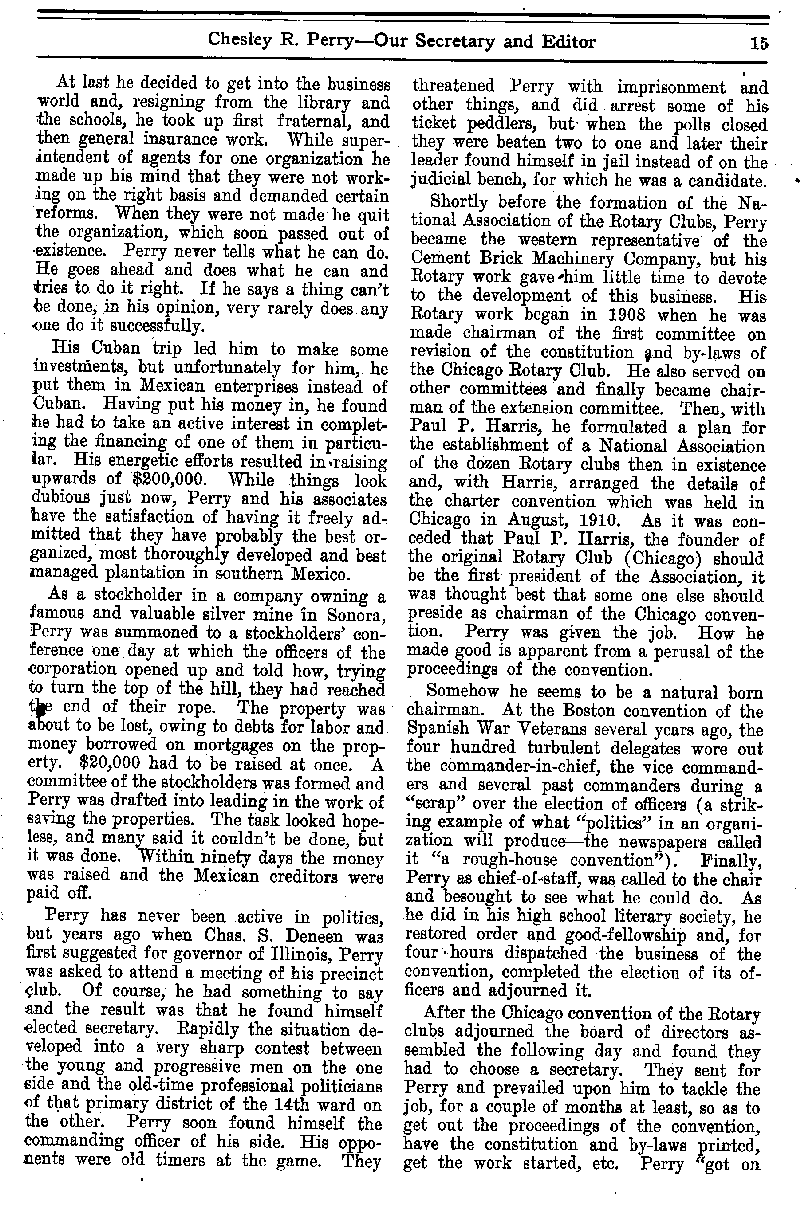 Chesley R. Perry—Our Secretary and Editor 15
At last he decided to get into the business
world and, resigning from the library and
the schools, he took up first fraternal, and
then general insurance work. While super-
intendent of agents for one organization he
made up his mind that they were not work-
ing on the right basis and demanded certain
reforms. When they were not made he quit
the organization, which soon passed out of
existence. Perry never tells what he can do.
He goes ahead and does what he can and
tries to do it right. If he says a thing can't
be done, in his opinion, very rarely does any
one do it successfully.
His Cuban trip led him to make some
investments, but unfortunately for him, he
put them in Mexican enterprises instead of
Cuban. Having put his money in, he found
he had to take an active interest in complet-
ing the financing of one of them in particu-
lar. His energetic efforts resulted in raising
upwards of $200,000. While things look
dubious just now, Perry and his associates
have the satisfaction of having it freely ad-
mitted that they have probably the best or-
ganized, most thoroughly developed and best
managed plantation in southern Mexico.
As a stockholder in a company owning a
famous and valuable silver mine in Sonora,
Perry was summoned to a stockholders' con-
ference one day at which the officers of the
corporation opened up and told how, trying
to turn the top of the hill, they had reached
the end of their rope. The property was
about to be lost, owing to debts for labor and
money borrowed on mortgages on the prop-
erty. $20,000 had to be raised at once. A
committee of the stockholders was formed and
Perry was drafted into leading in the work of
saving the properties. The task looked hope-
less, and many said it couldn't be done, but
it was done. Within ninety days the money
was raised and the Mexican creditors were
paid off.
Perry has never been active in politics,
but years ago when Chas. S. Deneen was
first suggested for governor of Illinois, Perry
was asked to attend a meeting of his precinct
club. Of course, he had something to say
and the result was that he found himself
elected secretary. Rapidly the situation de-
veloped into a very sharp contest between
the young and progressive men on the one
side and the old-time professional politicians
of that primary district of the 14th ward on
the other. Perry soon found himself the
commanding officer of his side. His oppo-
nents were old timers at the game. They
threatened Perry with imprisonment and
other things, and did arrest some of his
ticket peddlers, but when the polls closed
they were beaten two to one and later their
leader found himself in jail instead of on the
judicial bench, for which he was a candidate.
Shortly before the formation of the Na-
tional Association of the Rotary Clubs, Perry
became the western representative of the
Cement Brick Machinery Company, but his
Rotary work gave him little time to devote
to the development of this business. His
Rotary work began in 1908 when he was
made chairman of the first committee on
revision of the constitution and by-laws of
the Chicago Rotary Club. He also served on
other committees and finally became chair-
man of the extension committee. Then, with
Paul P. Harris, he formulated a plan for
the establishment of a National Association
of the dozen Rotary clubs then in existence
and, with Harris, arranged the details of
the charter convention which was held in
Chicago in August, 1910. As it was con-
ceded that Paul P. Harris, the founder of
the original Rotary Club (Chicago) should
be the first president of the Association, it
was thought best that some one else should
preside as chairman of the Chicago conven-
tion. Perry was given the job. How he
made good is apparent from a perusal of the
proceedings of the convention.
Somehow he seems to be a natural born
chairman. At the Boston convention of the
Spanish War Veterans several years ago, the
four hundred turbulent delegates wore out
the commander-in-chief, the vice command-
ers and several past commanders during a
"scrap" over the election of officers (a strik-
ing example of what "politics" in an organi-
zation will produce—the newspapers called
it "a rough-house convention"). Finally,
Perry as chief-of-staff, was called to the chair
and besought to see what he could do. As
he did in his high school literary society, he
restored order and good-fellowship and, for
four hours dispatched the business of the
convention, completed the election of its of-
ficers and adjourned it.
After the Chicago convention of the Rotary
clubs adjourned the board of directors as-
sembled the following day and found they
had to choose a secretary. They sent for
Perry and prevailed upon him to tackle the
job, for a couple of months at least, so as to
get out the proceedings of the convention,
have the constitution and by-laws printed,
get the work started, etc. Perry "got on